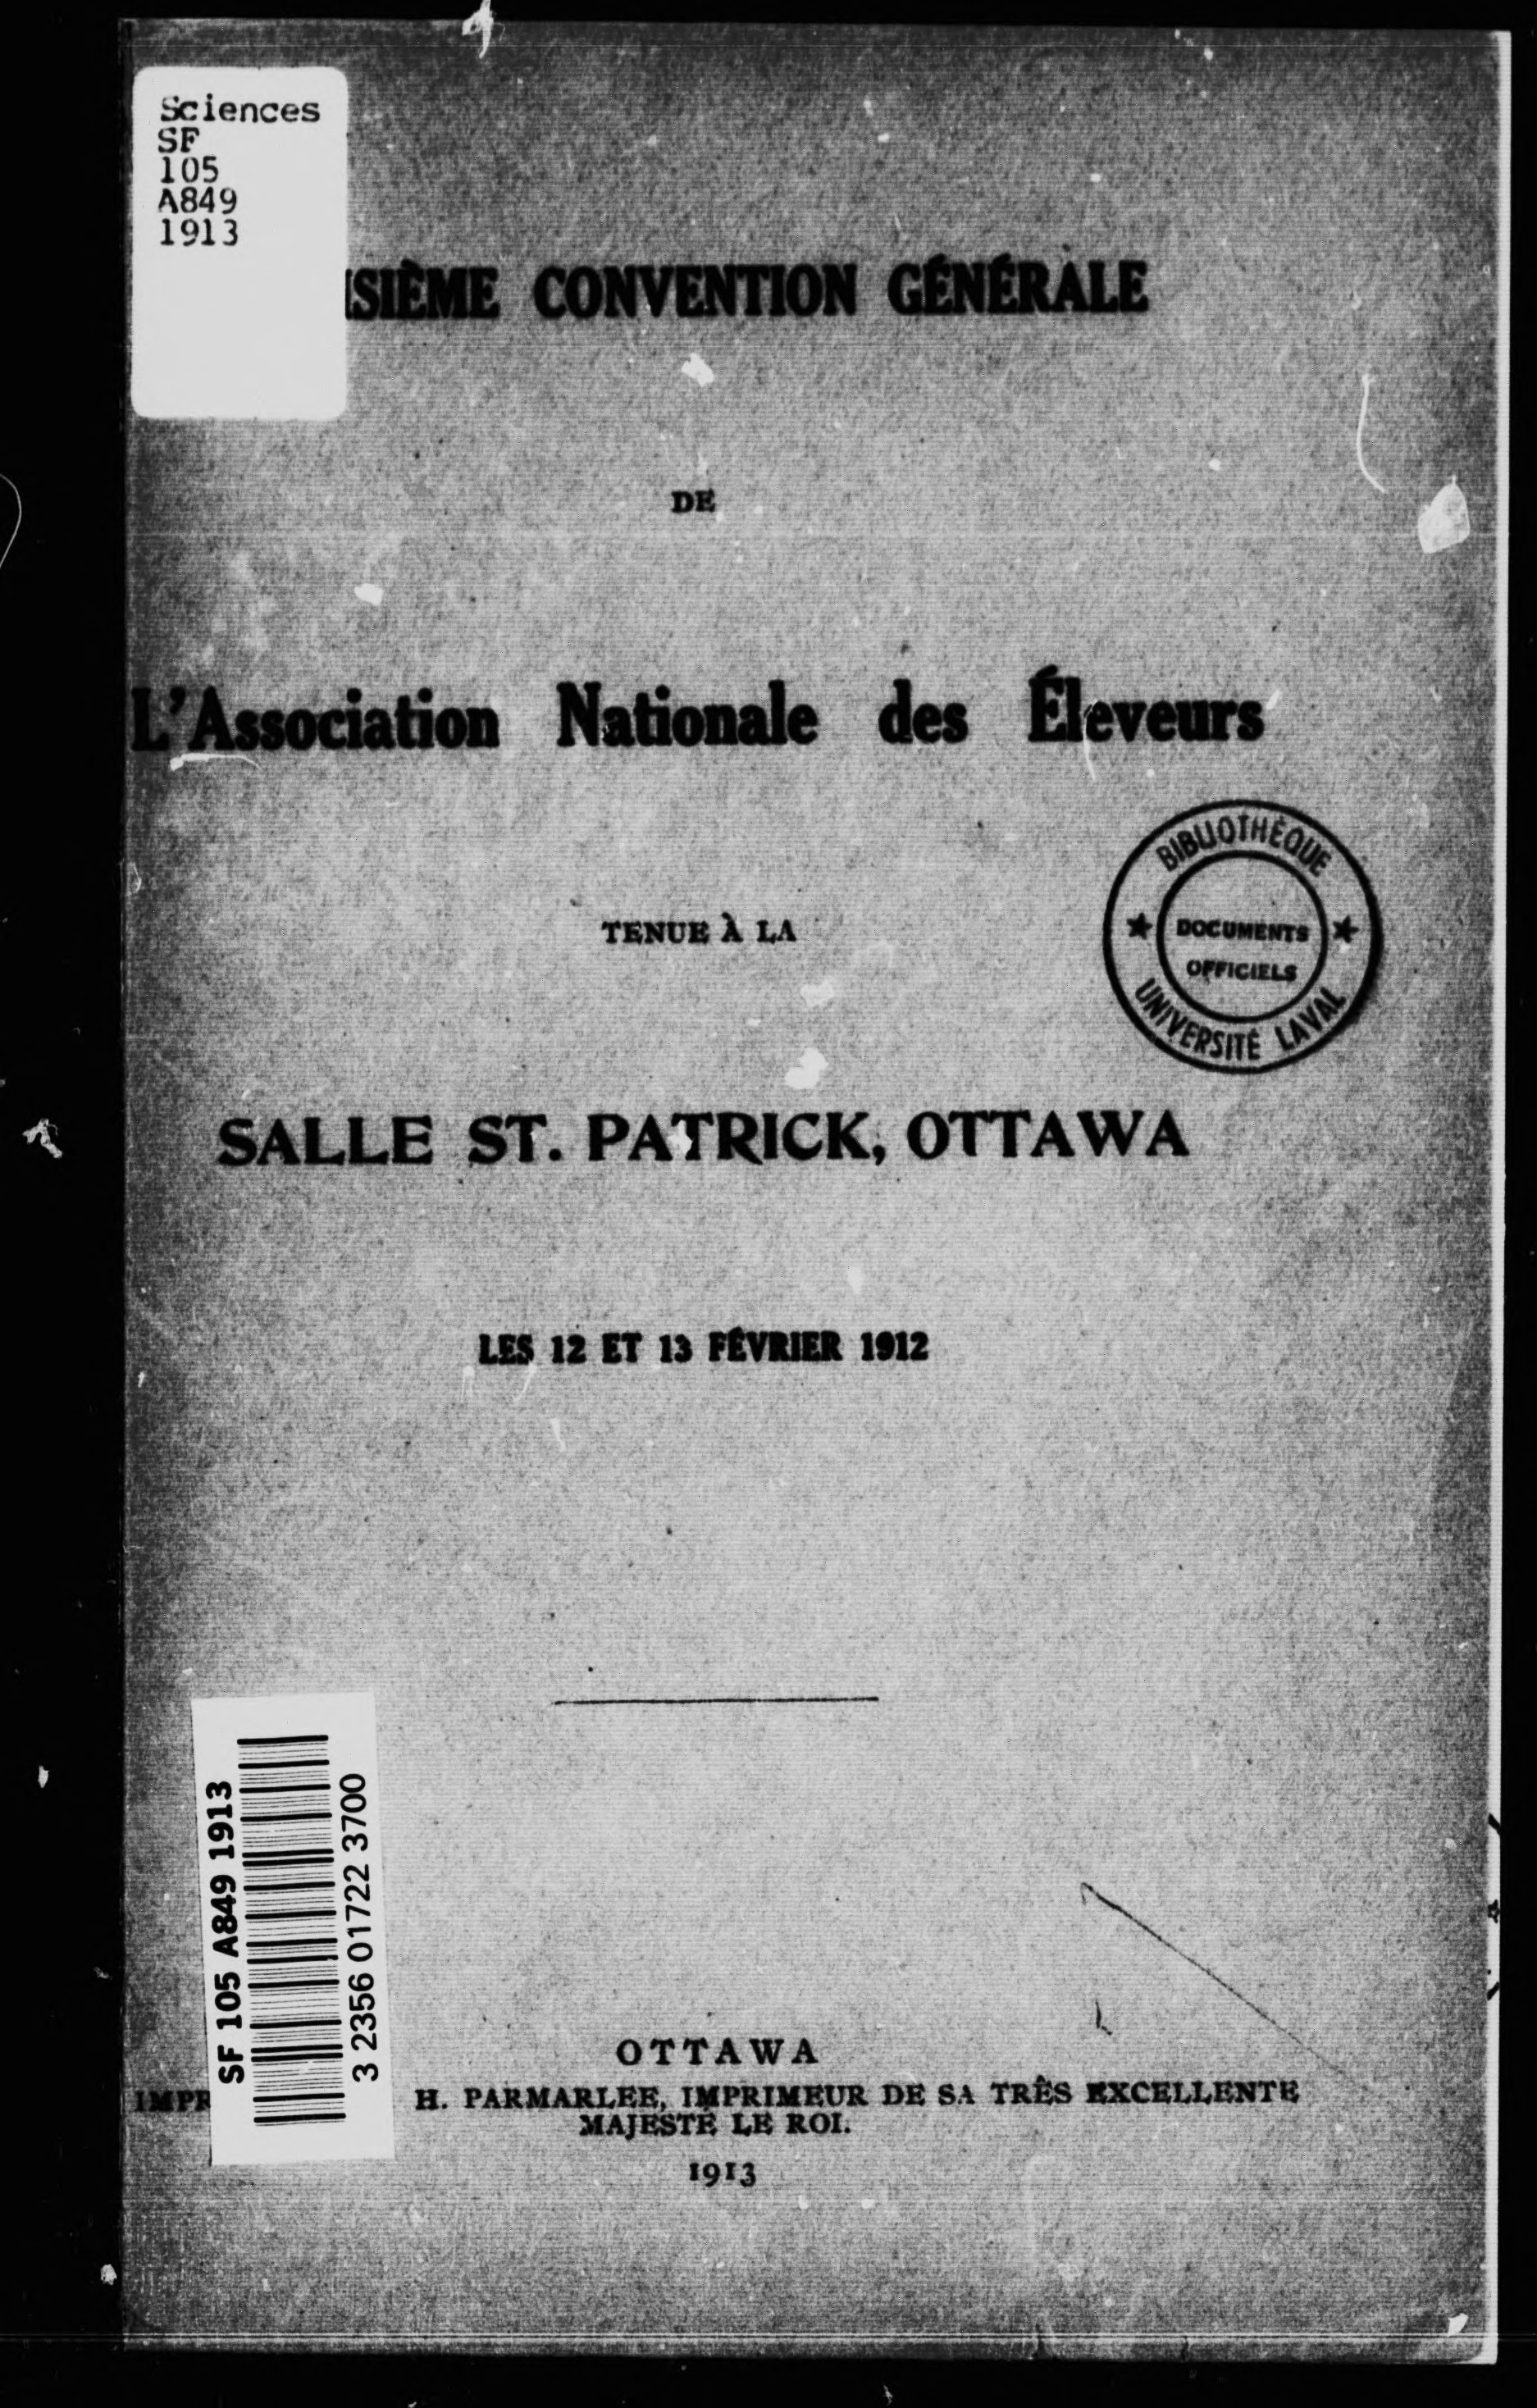 Sciences
SF
105
A849
1913
ISIÈME CONVENTION GÉNÉRALE
DE
L'Association Nationale des Éleveurs
BIBLIOTHÈQUE
DOCUMENTS
OFFICIELS
UNIVERSITÉ LAVAL
TENUE À LA
SALLE ST. PATRICK, OTTAWA
LES 12 ET 13 FÉVRIER 1912
SF 105 A849 1913
3 2356 01722 3700
OTTAWA
IMPR H. PARMARLEE, IMPRIMEUR DE SA TRÊS EXCELLENTE
MAJESTÉ LE ROI.
1913